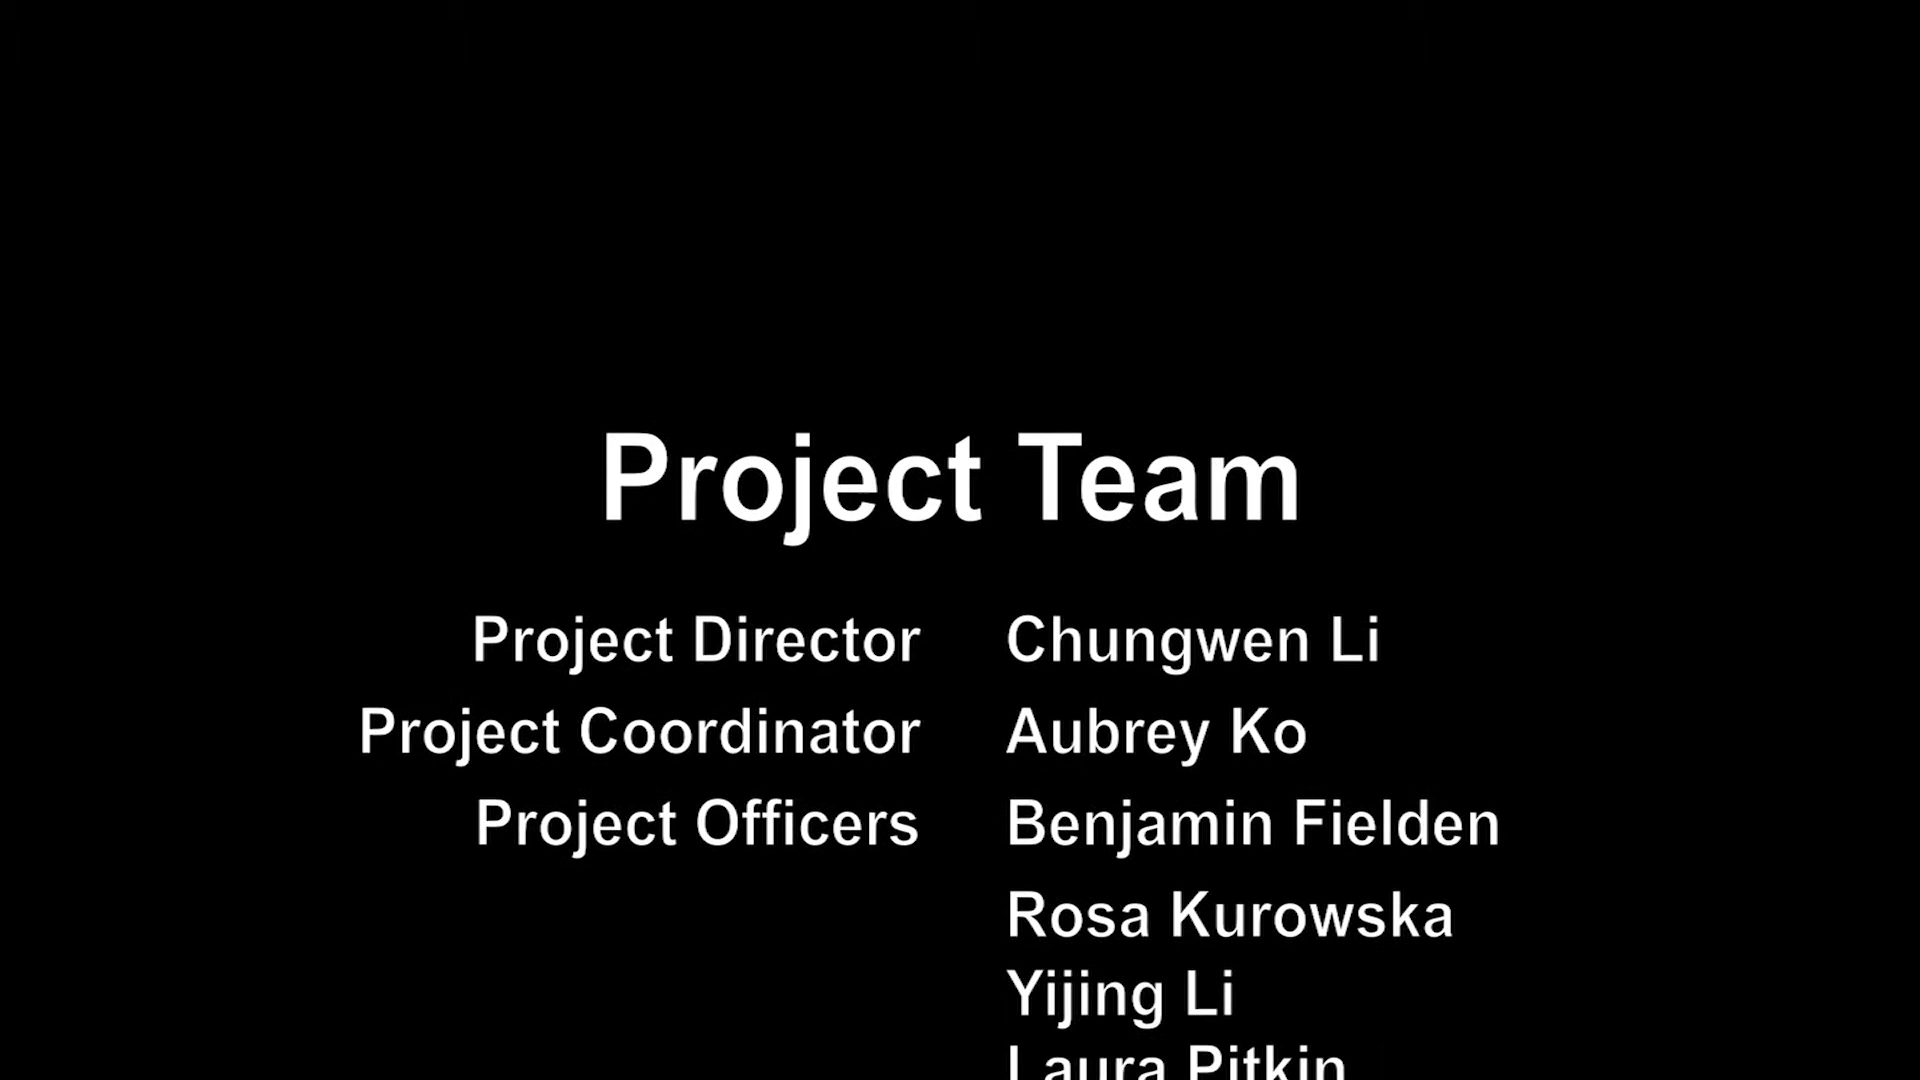 Project Team
Project Director Chungwen Li
Project Coordinator Aubrey Ko
Project Officers Benjamin Fielden
Rosa Kurowska
Yijing Li
Laura Pitkin